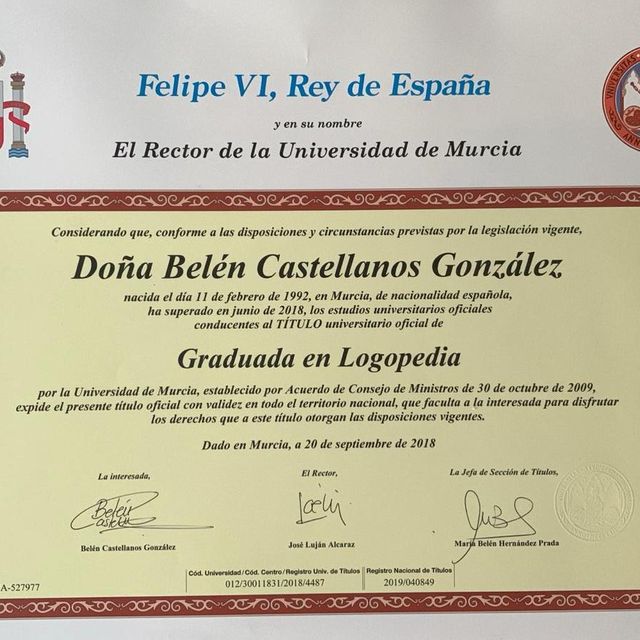 Felipe VI, Rey de España
y en su nombre
El Rector de la Universidad de Murcia
Considerando que, conforme a las disposiciones y circunstancias previstas por la legislación vigente,
Doña Belén Castellanos González
nacida el día 11 de febrero de 1992, en Murcia, de nacionalidad española,
ha superado en junio de 2018, los estudios universitarios oficiales
conducentes al TÍTULO universitario oficial de
Graduada en Logopedia
por la Universidad de Murcia, establecido por Acuerdo de Consejo de Ministros de 30 de octubre de 2009,
expide el presente título oficial con validez en todo el territorio nacional, que faculta a la interesada para disfrutar
los derechos que a este título otorgan las disposiciones vigentes.
Dado en Murcia, a 20 de septiembre de 2018
La interesada,
El Rector,
La Jefa de Sección de Títulos,
Belén
Belén Castellanos González
José Luján Alcaraz
María Belén Hernández Prada
A-527977
Cód. Universidad/Cód. Centro/Registro Univ. de Títulos
012/30011831/2018/4487
Registro Nacional de Títulos
2019/040849